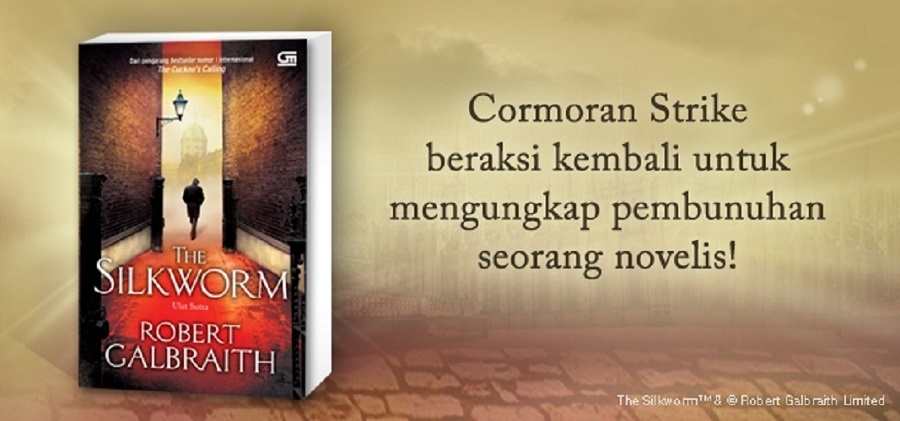 Dari pengarang bestseller nomor 1 internasional
The Cuckoo's Calling
GM
THE
SILKWORM
Ulat Sutra
ROBERT
GALBRAITH
Cormoran Strike
beraksi kembali untuk
mengungkap pembunuhan
seorang novelis!
The Silkworm™ & © Robert Galbraith Limited